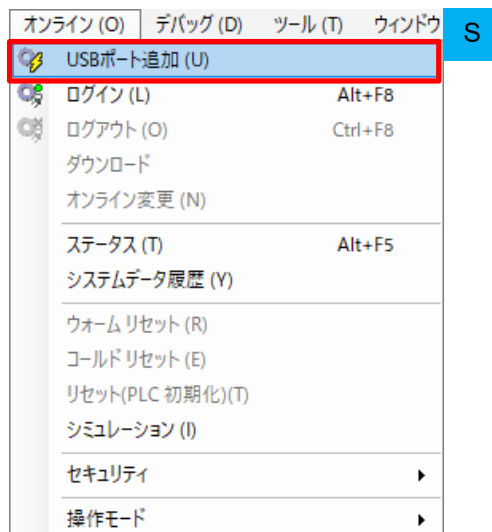 オンライン (O) デバッグ (D) ツール (T) ウィンドウ
S
USBポート追加 (U)
ログイン (L) Alt+F8
ログアウト (O) Ctrl+F8
ダウンロード
オンライン変更 (N)
ステータス (T) Alt+F5
システムデータ履歴 (Y)
ウォーム リセット (R)
コールド リセット (E)
リセット(PLC 初期化)(T)
シミュレーション (I)
セキュリティ
操作モード